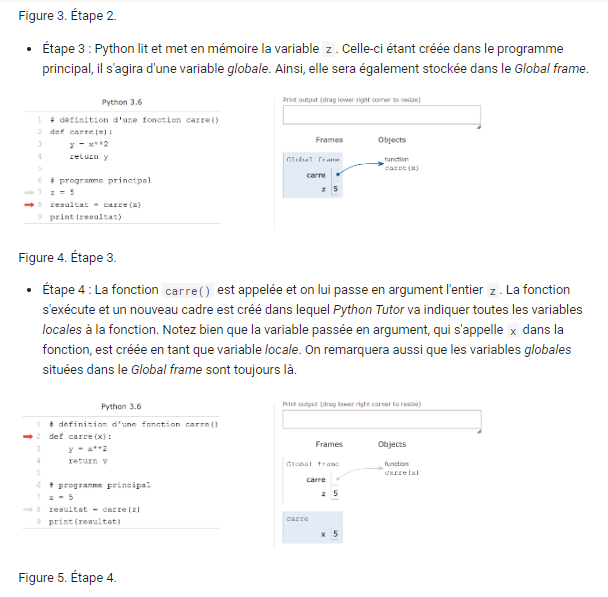 Figure 3. Étape 2.
• Étape 3 : Python lit et met en mémoire la variable z . Celle-ci étant créée dans le programme
principal, il s'agira d'une variable globale. Ainsi, elle sera également stockée dans le Global frame.
Python 3.6
1 # définition d'une fonction carre()
2 def carre(x):
3 y = x**2
4 return y
5
6 # programme principal
7 z = 5
8 resultat = carre(z)
9 print(resultat)
Print output (drag lower right corner to resize)
Frames Objects
Global frame
carre
z 5
function
carre(x)
Figure 4. Étape 3.
• Étape 4 : La fonction carre() est appelée et on lui passe en argument l'entier z . La fonction
s'exécute et un nouveau cadre est créé dans lequel Python Tutor va indiquer toutes les variables
locales à la fonction. Notez bien que la variable passée en argument, qui s'appelle x dans la
fonction, est créée en tant que variable locale. On remarquera aussi que les variables globales
situées dans le Global frame sont toujours là.
Python 3.6
1 # définition d'une fonction carre()
2 def carre(x):
3 y = x**2
4 return y
5
6 # programme principal
7 z = 5
8 resultat = carre(z)
9 print(resultat)
Print output (drag lower right corner to resize)
Frames Objects
Global frame
carre
z 5
function
carre(x)
carre
x 5
Figure 5. Étape 4.